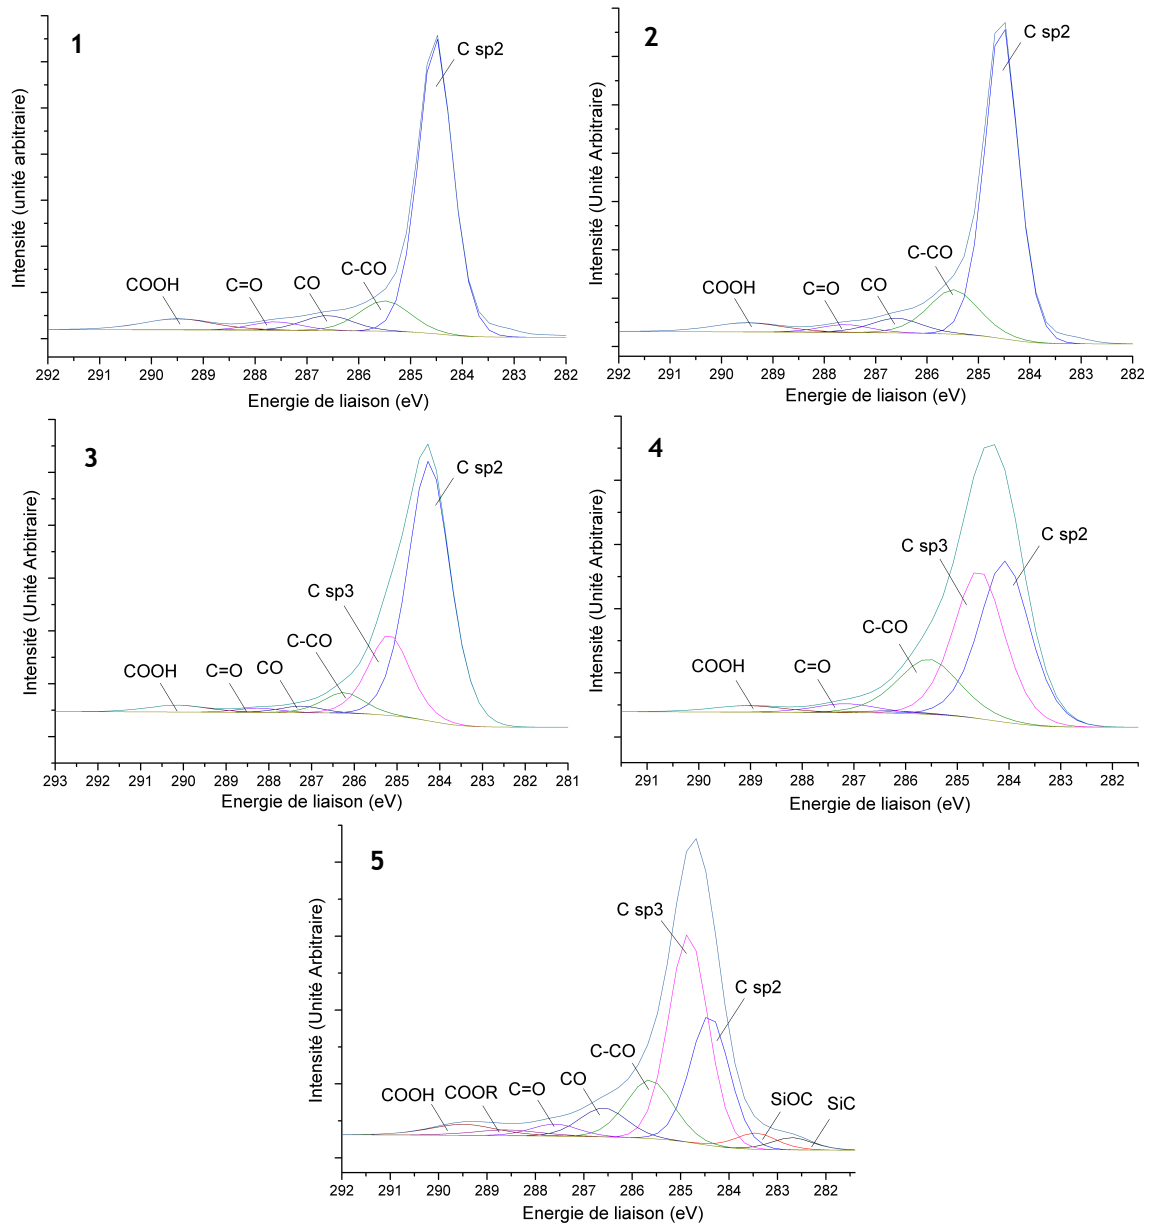 1
C sp2
C-CO
COOH
C=O
CO
Intensité (unité arbitraire)
292 291 290 289 288 287 286 285 284 283 282
Energie de liaison (eV)
2
C sp2
C-CO
COOH
C=O
CO
Intensité (Unité Arbitraire)
292 291 290 289 288 287 286 285 284 283 282
Energie de liaison (eV)
3
C sp2
C sp3
C-CO
COOH
C=O
CO
Intensité (Unité Arbitraire)
293 292 291 290 289 288 287 286 285 284 283 282 281
Energie de liaison (eV)
4
C sp3
C sp2
C-CO
COOH
C=O
Intensité (Unité Arbitraire)
291 290 289 288 287 286 285 284 283 282
Energie de liaison (eV)
5
C sp3
C sp2
C-CO
COOH
COOR
C=O
CO
SiOC
SiC
Intensité (Unité Arbitraire)
292 291 290 289 288 287 286 285 284 283 282
Energie de liaison (eV)